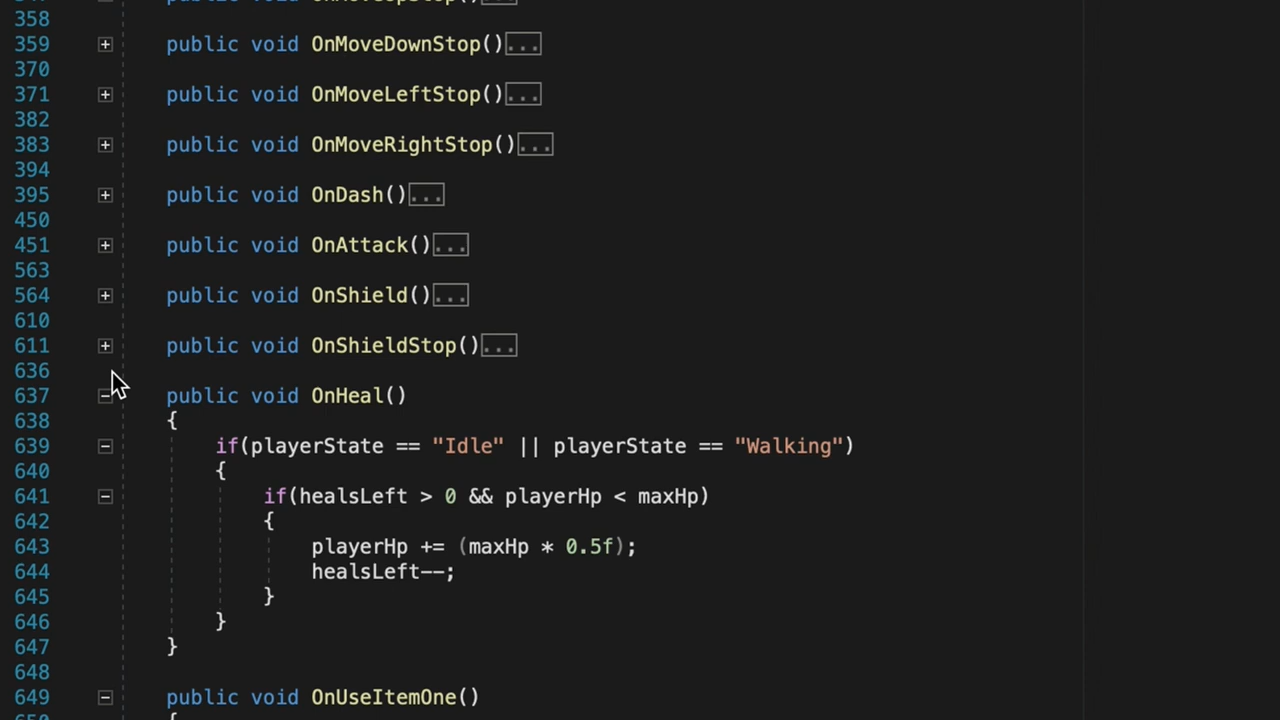 358
359 public void OnMoveDownStop()...
370
371 public void OnMoveLeftStop()...
382
383 public void OnMoveRightStop()...
394
395 public void OnDash()...
450
451 public void OnAttack()...
563
564 public void OnShield()...
610
611 public void OnShieldStop()...
636
637 public void OnHeal()
638 {
639 if(playerState == "Idle" || playerState == "Walking")
640 {
641 if(healsLeft > 0 && playerHp < maxHp)
642 {
643 playerHp += (maxHp * 0.5f);
644 healsLeft--;
645 }
646 }
647 }
648
649 public void OnUseItemOne()
{